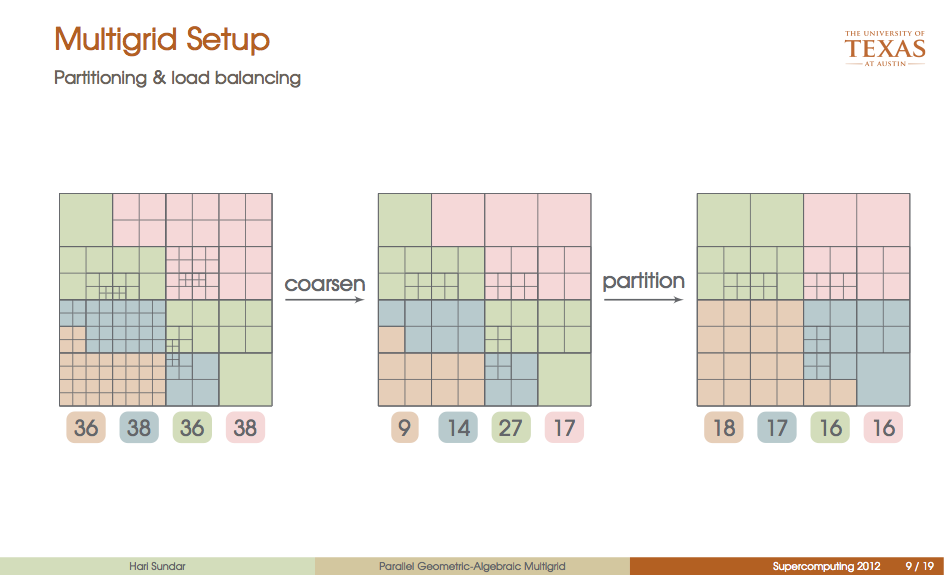 Multigrid Setup
THE UNIVERSITY OF
TEXAS
AT AUSTIN
Partitioning & load balancing
coarsen
partition
36 38 36 38
9 14 27 17
18 17 16 16
Hari Sundar
Parallel Geometric-Algebraic Multigrid
Supercomputing 2012 9 / 19